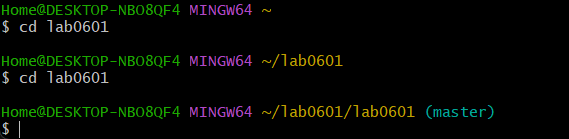 Home@DESKTOP-NBO8QF4 MINGW64 ~
$ cd lab0601
Home@DESKTOP-NBO8QF4 MINGW64 ~/lab0601
$ cd lab0601
Home@DESKTOP-NBO8QF4 MINGW64 ~/lab0601/lab0601 (master)
$